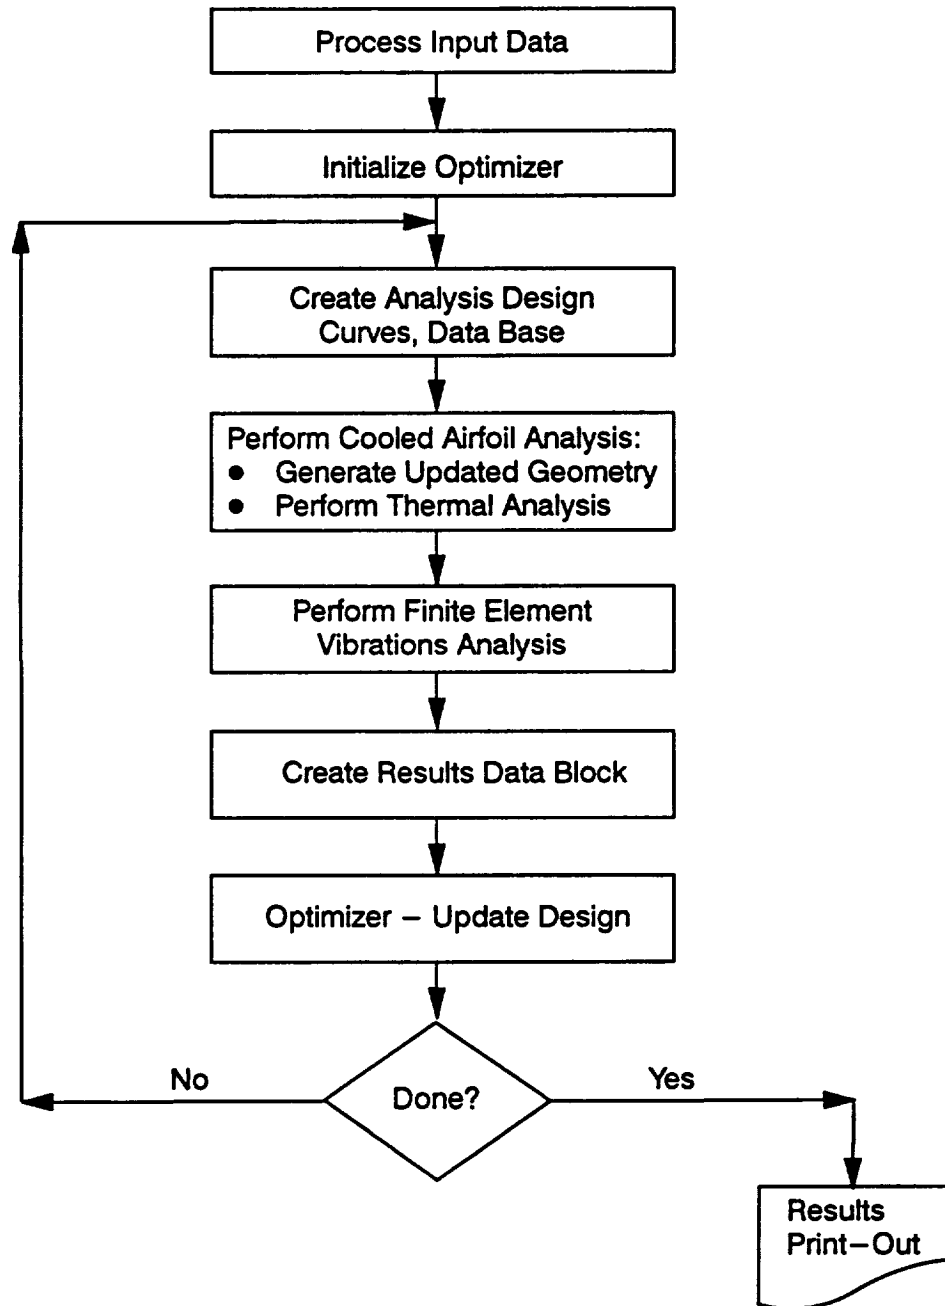 Process Input Data
Initialize Optimizer
Create Analysis Design
Curves, Data Base
Perform Cooled Airfoil Analysis:
● Generate Updated Geometry
● Perform Thermal Analysis
Perform Finite Element
Vibrations Analysis
Create Results Data Block
Optimizer – Update Design
No
Done?
Yes
Results
Print–Out